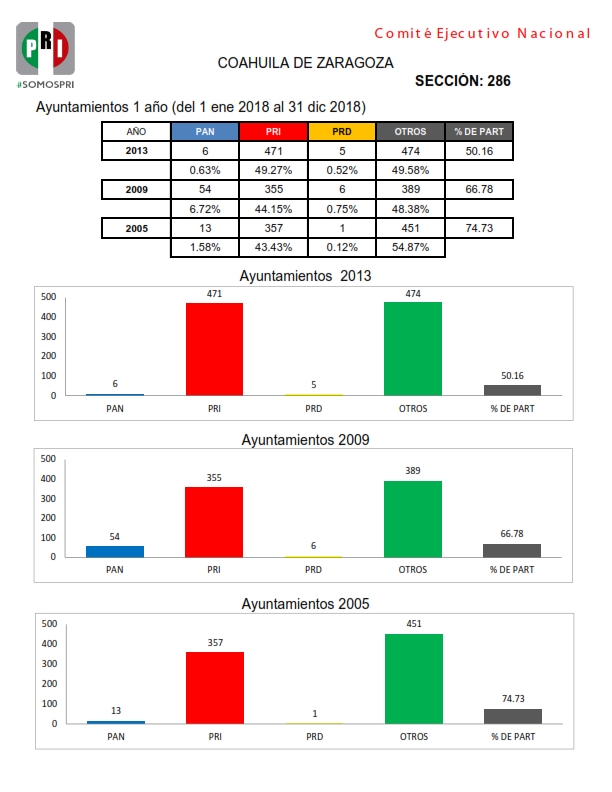 Comité Ejecutivo Nacional
PRI
#SOMOSPRI
COAHUILA DE ZARAGOZA
SECCIÓN: 286
Ayuntamientos 1 año (del 1 ene 2018 al 31 dic 2018)
AÑO PAN PRI PRD OTROS % DE PART
2013 6 471 5 474 50.16
0.63% 49.27% 0.52% 49.58%
2009 54 355 6 389 66.78
6.72% 44.15% 0.75% 48.38%
2005 13 357 1 451 74.73
1.58% 43.43% 0.12% 54.87%
Ayuntamientos 2013
500
400
300
200
100
0
6 471 5 474 50.16
PAN PRI PRD OTROS % DE PART
Ayuntamientos 2009
500
400
300
200
100
0
54 355 6 389 66.78
PAN PRI PRD OTROS % DE PART
Ayuntamientos 2005
500
400
300
200
100
0
13 357 1 451 74.73
PAN PRI PRD OTROS % DE PART